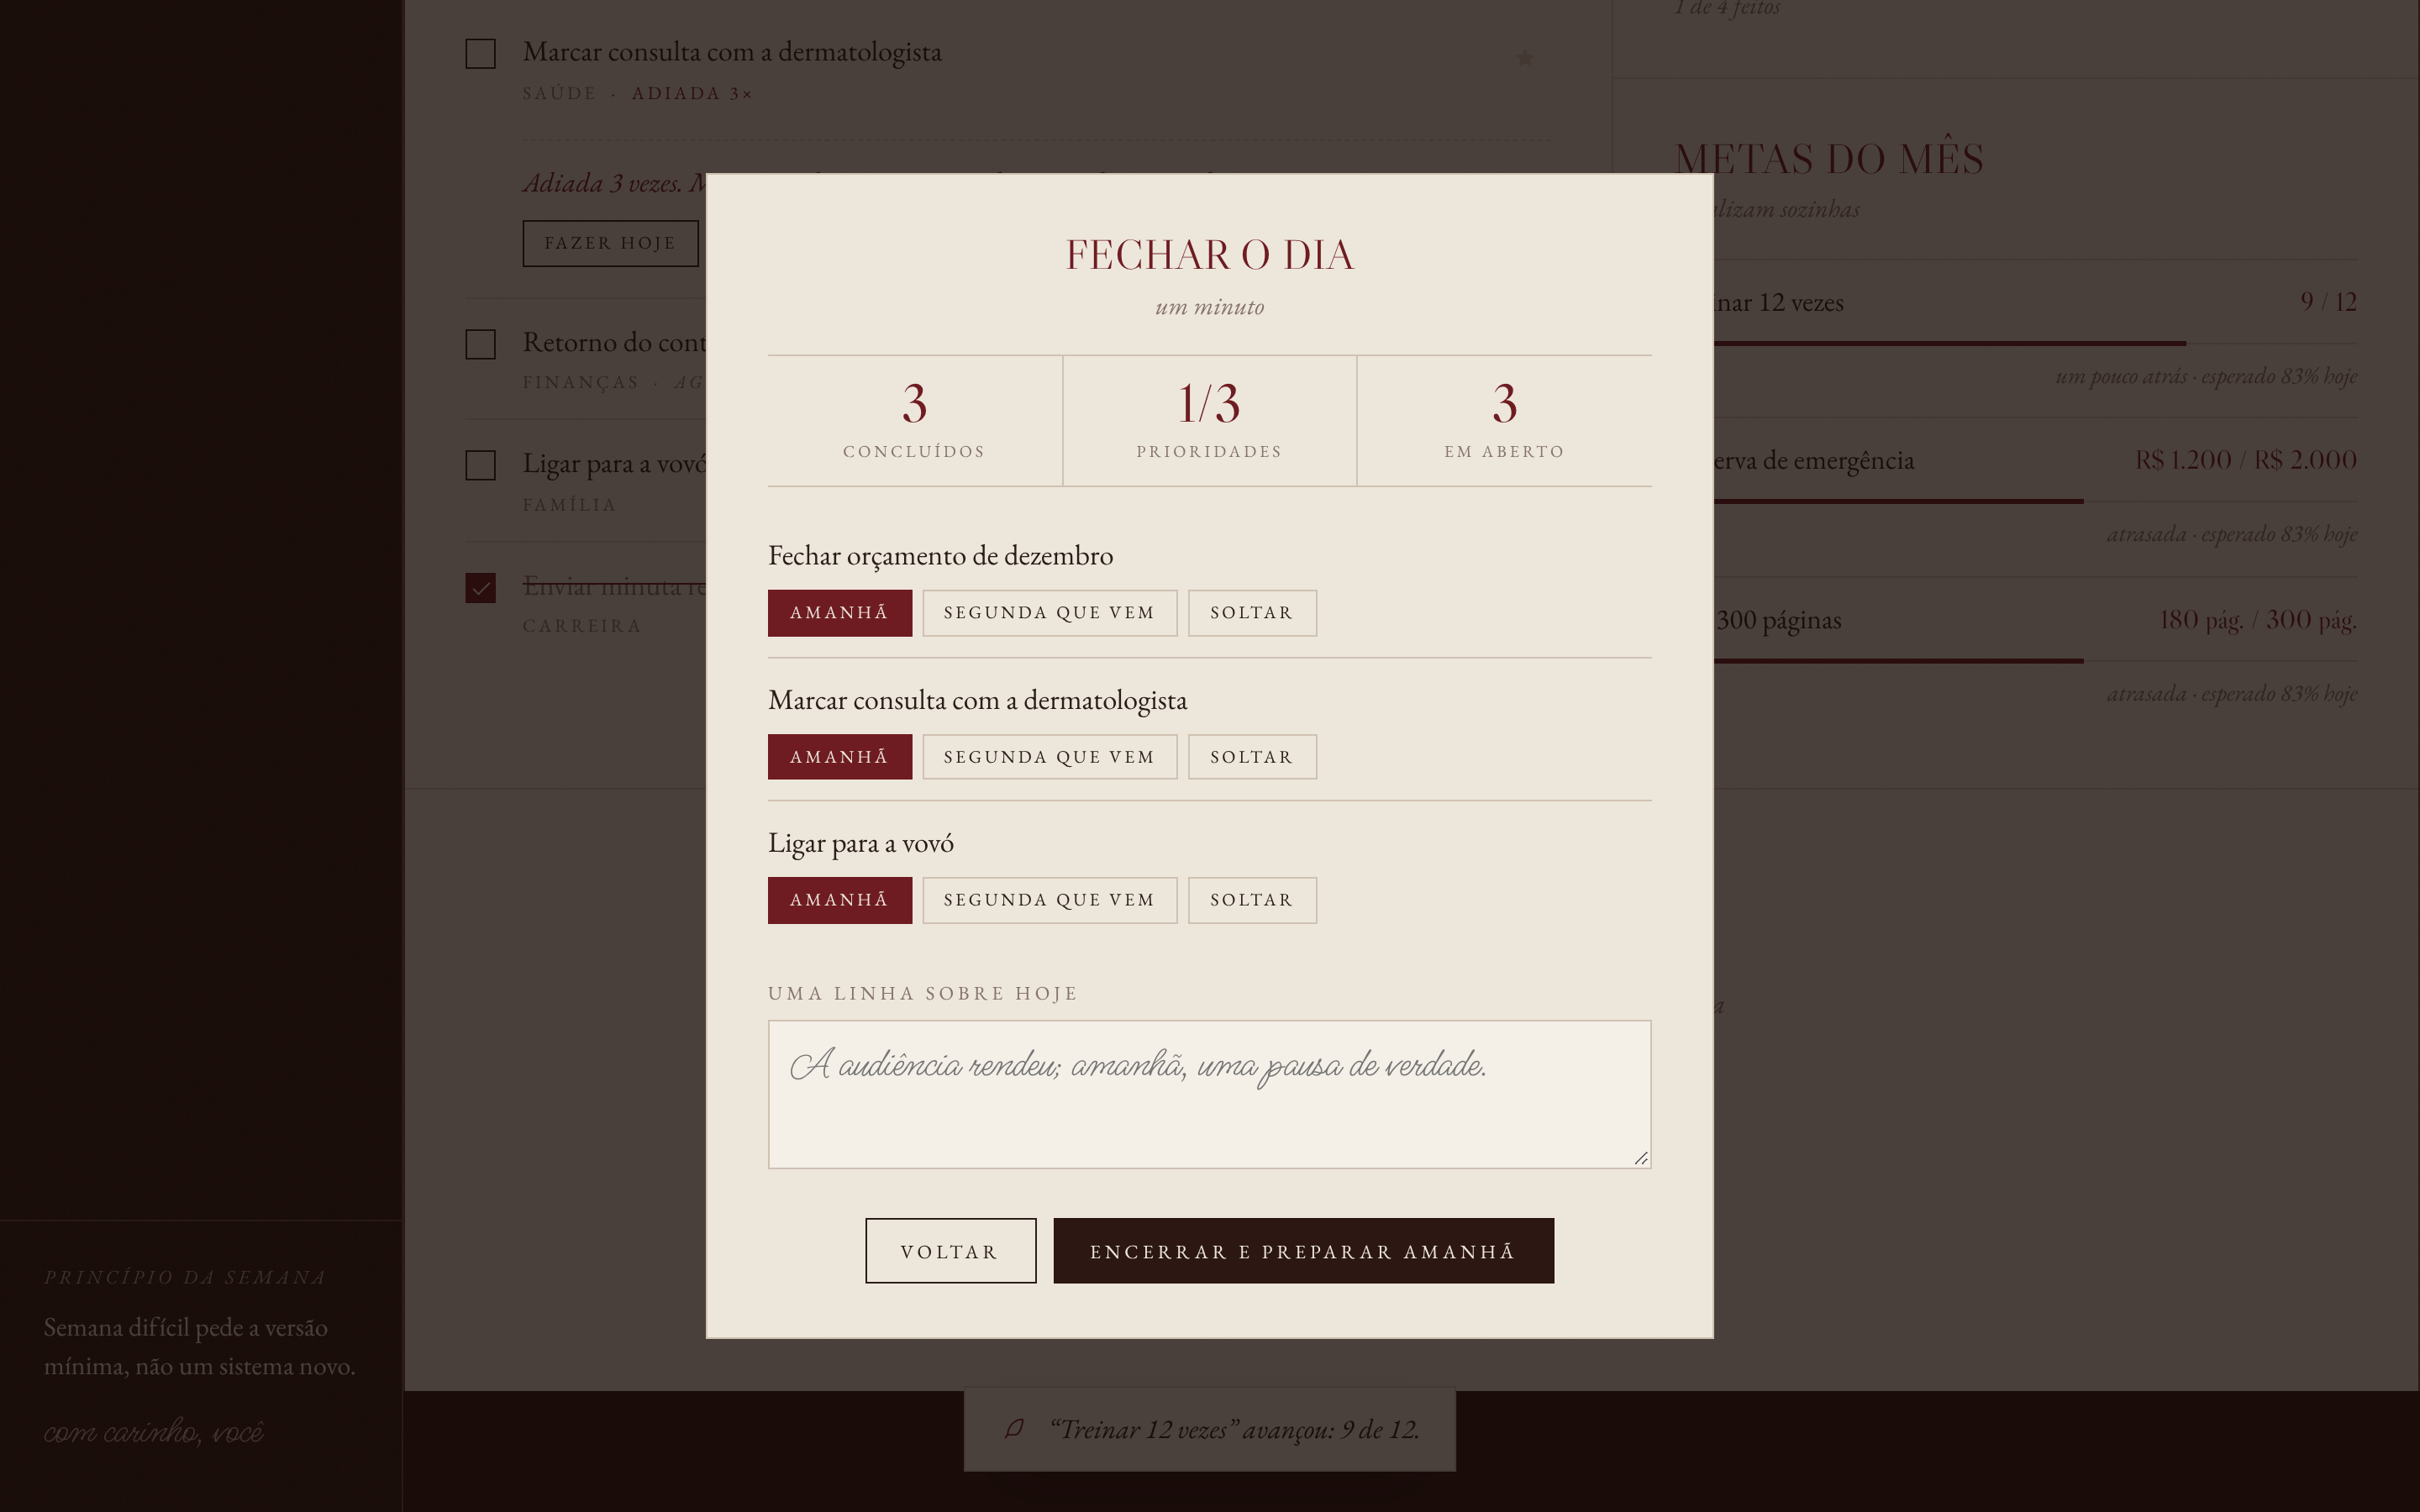 1 de 4 feitos
Marcar consulta com a dermatologista
SAÚDE · ADIADA 3×
Adiada 3 vezes.
FAZER HOJE
METAS DO MÊS
sozinhas
12 vezes
9 / 12
um pouco atrás · esperado 83% hoje
de emergência
R$ 1.200 / R$ 2.000
atrasada · esperado 83% hoje
300 páginas
180 pág. / 300 pág.
atrasada · esperado 83% hoje
Retorno do
FINANÇAS ·
Ligar para a vovó
FAMÍLIA
Enviar minuta
CARREIRA
FECHAR O DIA
um minuto
3
CONCLUÍDOS
1/3
PRIORIDADES
3
EM ABERTO
Fechar orçamento de dezembro
AMANHÃ SEGUNDA QUE VEM SOLTAR
Marcar consulta com a dermatologista
AMANHÃ SEGUNDA QUE VEM SOLTAR
Ligar para a vovó
AMANHÃ SEGUNDA QUE VEM SOLTAR
UMA LINHA SOBRE HOJE
A audiência rendeu; amanhã, uma pausa de verdade.
VOLTAR ENCERRAR E PREPARAR AMANHÃ
PRINCÍPIO DA SEMANA
Semana difícil pede a versão
mínima, não um sistema novo.
com carinho, você
“Treinar 12 vezes” avançou: 9 de 12.